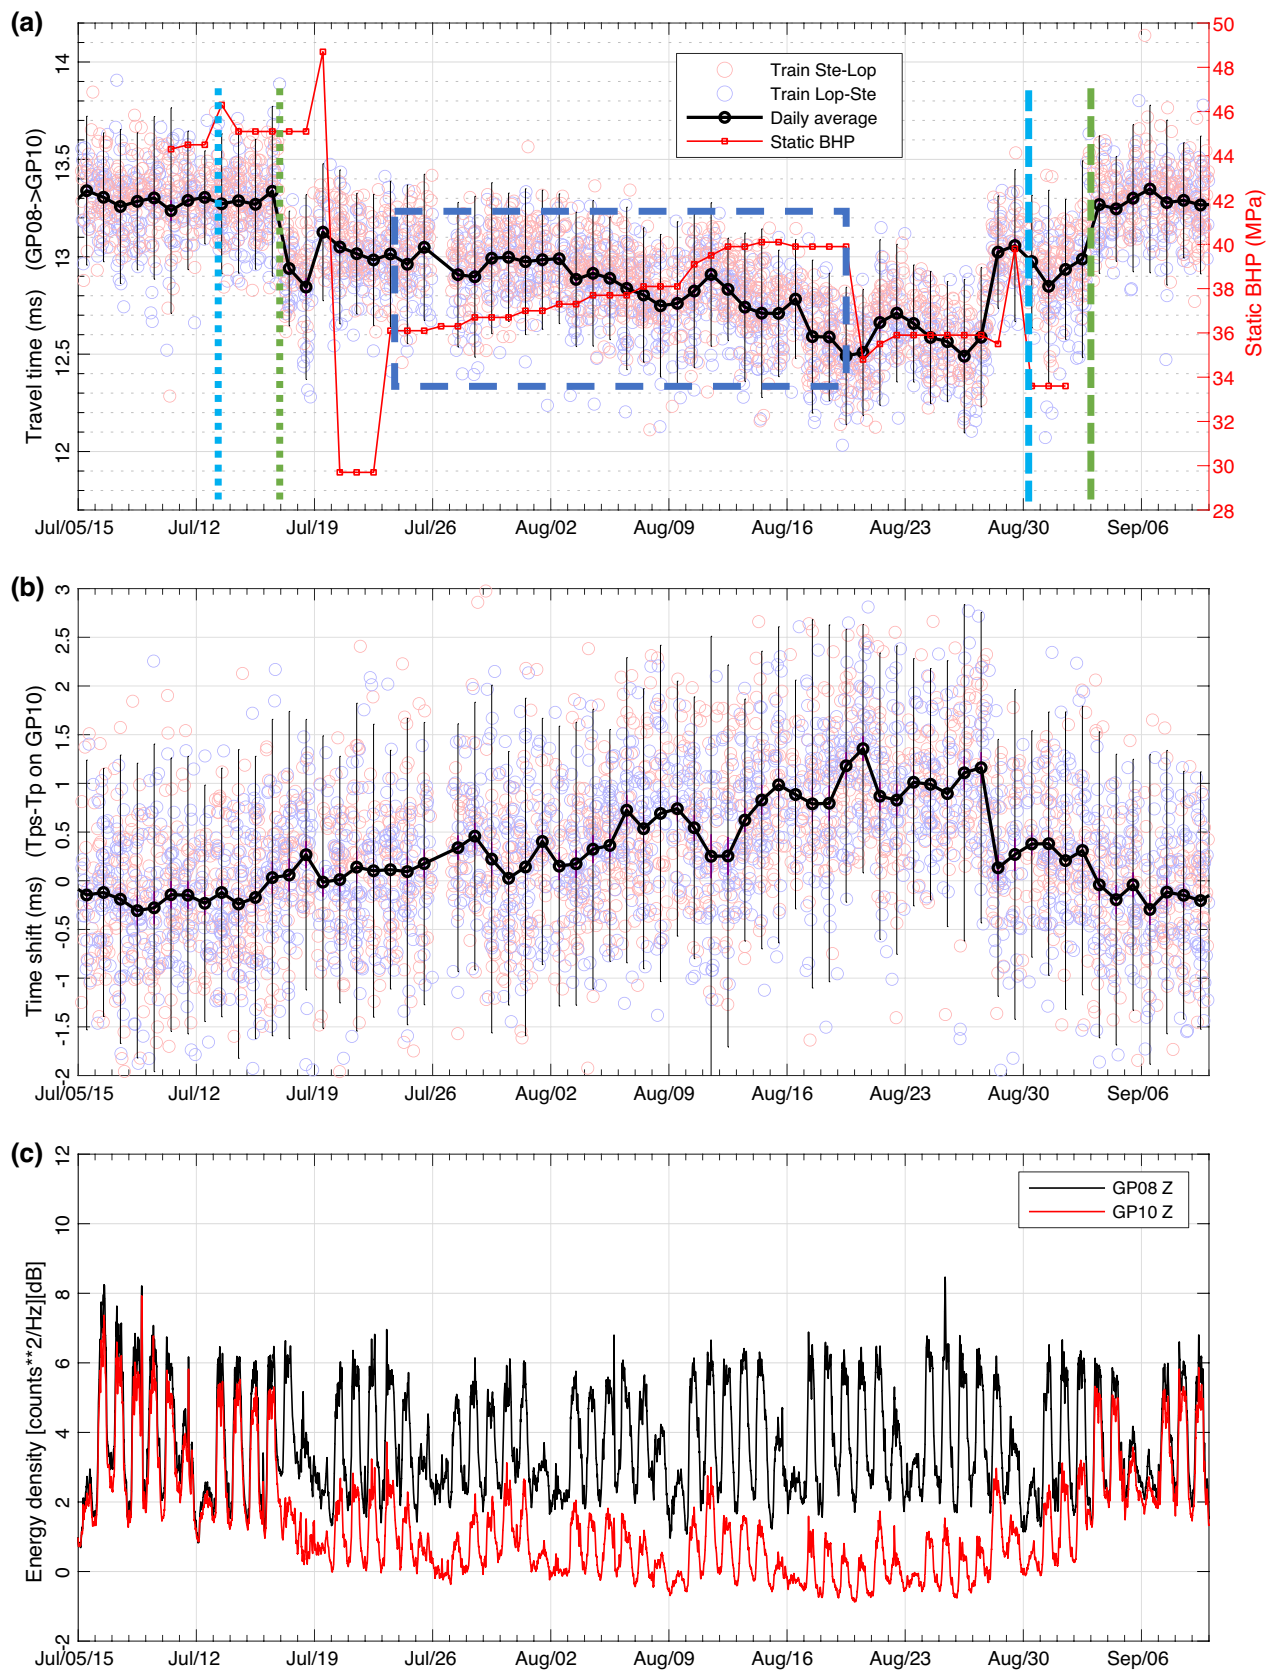 (a)
Travel time (ms)  (GP08->GP10)
14
13.5
13
12.5
12
Train Ste-Lop
Train Lop-Ste
Daily average
Static BHP
50
48
46
44
42
40
38
36
34
32
30
28
Static BHP (MPa)
Jul/05/15 Jul/12 Jul/19 Jul/26 Aug/02 Aug/09 Aug/16 Aug/23 Aug/30 Sep/06
(b)
Time shift (ms)  (Tps-Tp on GP10)
3
2.5
2
1.5
1
0.5
0
-0.5
-1
-1.5
-2
Jul/05/15 Jul/12 Jul/19 Jul/26 Aug/02 Aug/09 Aug/16 Aug/23 Aug/30 Sep/06
(c)
Energy density [counts**2/Hz][dB]
12
10
8
6
4
2
0
-2
GP08 Z
GP10 Z
Jul/05/15 Jul/12 Jul/19 Jul/26 Aug/02 Aug/09 Aug/16 Aug/23 Aug/30 Sep/06